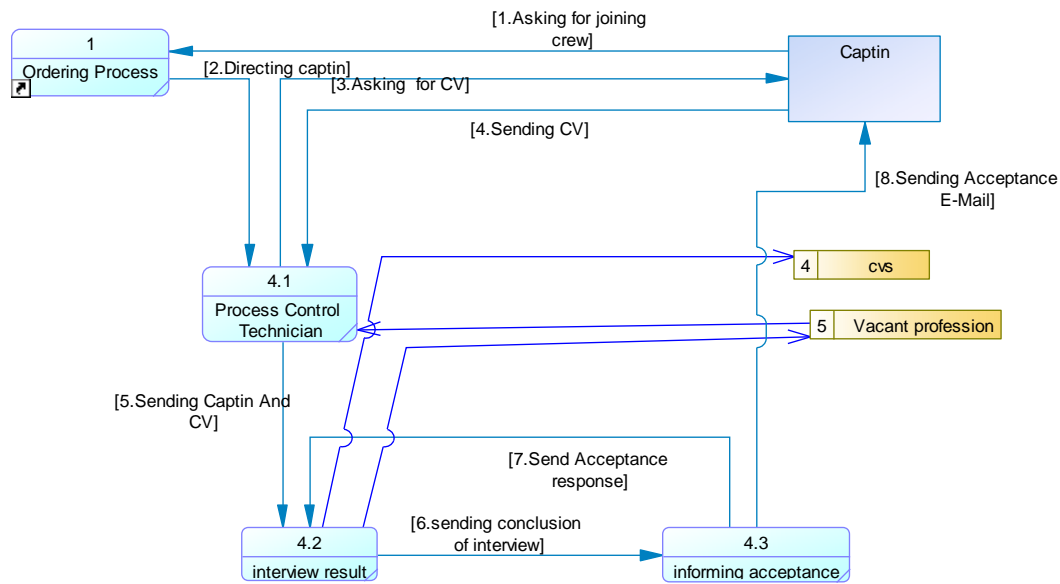 [1.Asking for joining
crew]
1
Ordering Process
Captin
[2.Directing captin]
[3.Asking  for CV]
[4.Sending CV]
[8.Sending Acceptance
E-Mail]
4 cvs
4.1
Process Control
Technician
5 Vacant profession
[5.Sending Captin And
CV]
[7.Send Acceptance
response]
[6.sending conclusion
of interview]
4.2
interview result
4.3
informing acceptance